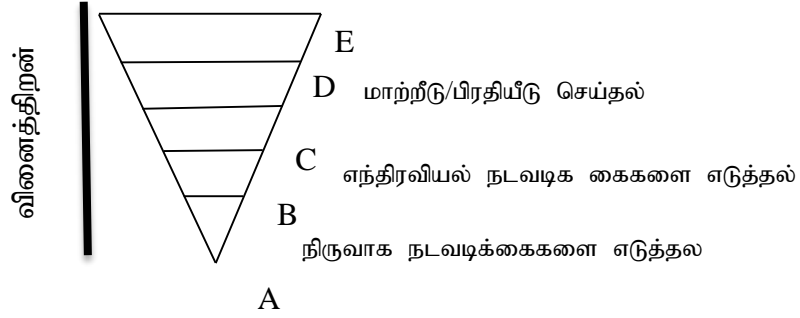 வினைத்திறன்
E
D மாற்றீடு/பிரதியீடு செய்தல்
C எந்திரவியல் நடவடிக கைகளை எடுத்தல்
B
நிருவாக நடவடிக்கைகளை எடுத்தல
A